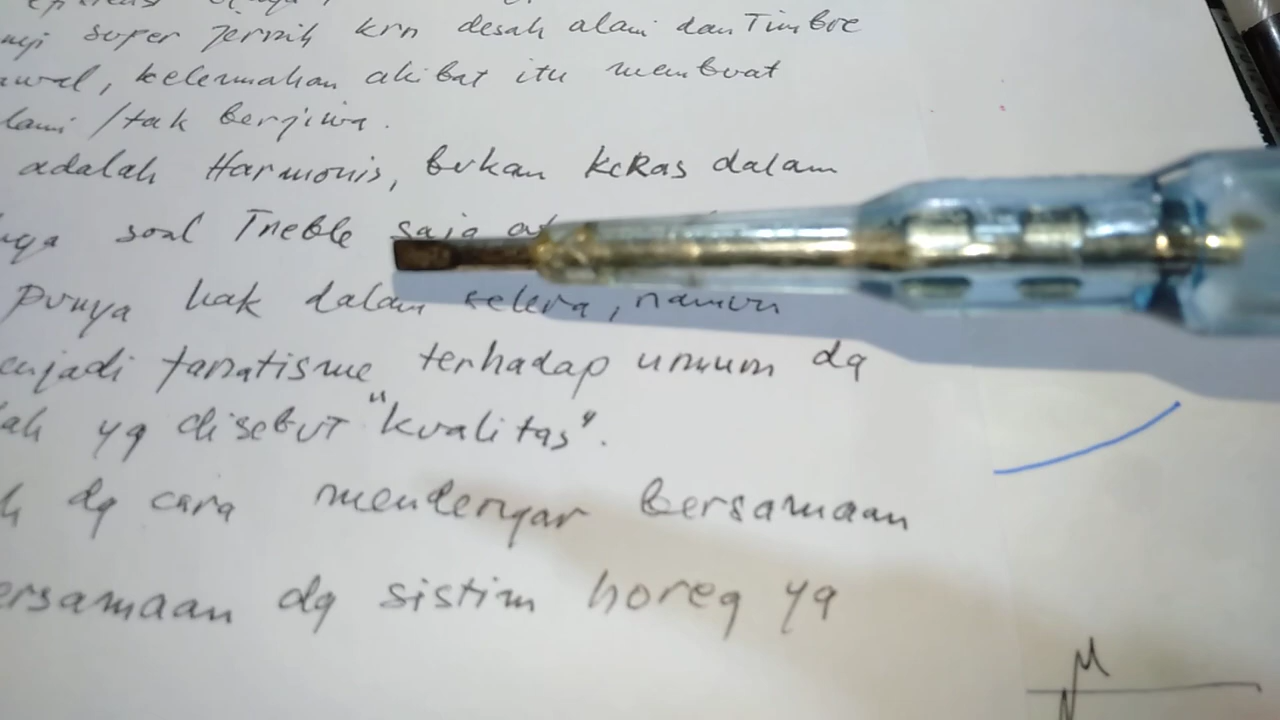 super jernih krn desah alami dan Timbre
awal, kelemahan akibat itu membuat
lami /tak berjiwa.
adalah Harmonis, bukan keras dalam
soal Treble saja
punya hak dalam selera, namun
enjadi fanatisme terhadap umum dg
lah yg disebut "kualitas".
h dg cara mendengar bersamaan
ersamaan dg sistim horeg yg